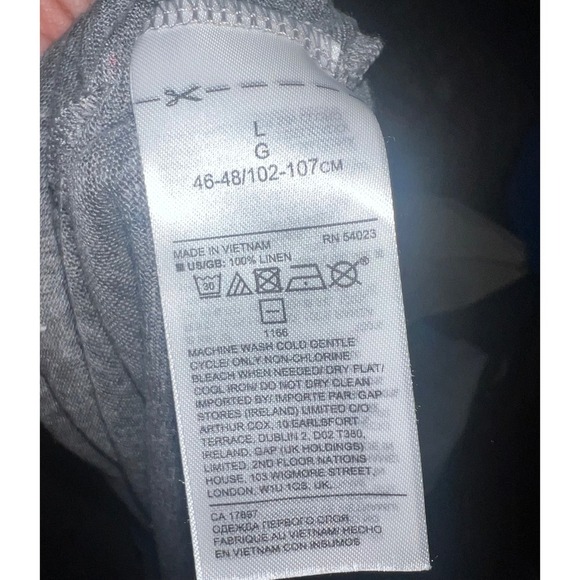 L
G
46-48/102-107CM
MADE IN VIETNAM RN 54023
■ US/GB: 100% LINEN
30
1166
MACHINE WASH COLD GENTLE
CYCLE/ ONLY NON-CHLORINE
BLEACH WHEN NEEDED/ DRY FLAT/
COOL IRON/ DO NOT DRY CLEAN
IMPORTED BY/ IMPORTE PAR: GAP
STORES (IRELAND) LIMITED C/O
ARTHUR COX, 10 EARLSFORT
TERRACE, DUBLIN 2, D02 T380,
IRELAND, GAP (UK HOLDINGS)
LIMITED, 2ND FLOOR NATIONS
HOUSE, 103 WIGMORE STREET,
LONDON, W1U 1QS, UK.
CA 17897
ОДЕЖДА ПЕРВОГО СЛОЯ
FABRIQUE AU VIETNAM/ HECHO
EN VIETNAM CON INSUMOS